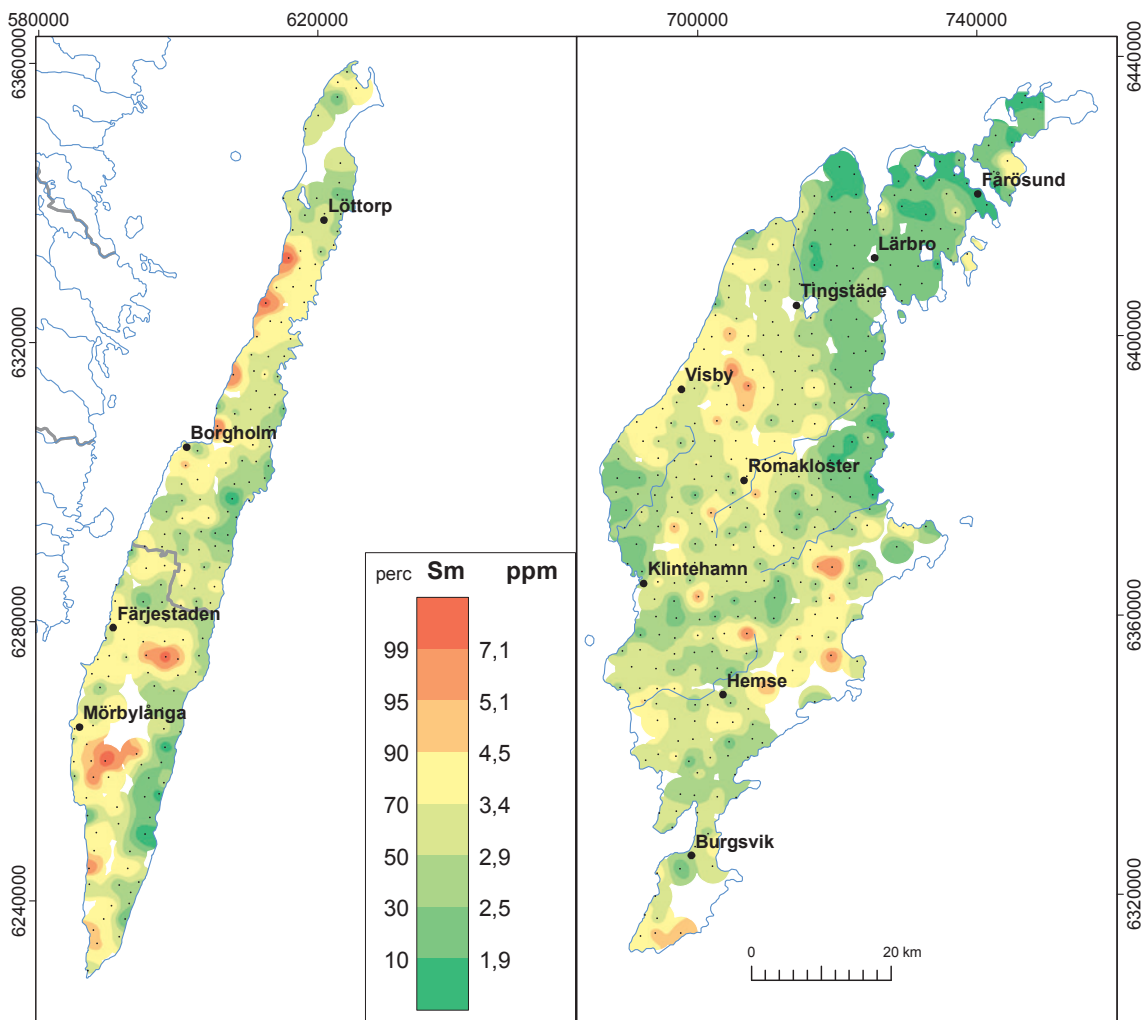 580000
620000
700000
740000
6360000
6320000
6280000
6240000
6440000
6400000
6360000
6320000
Löttorp
Borgholm
Färjestaden
Mörbylånga
Fårösund
Lärbro
Tingstäde
Visby
Romakloster
Klintehamn
Hemse
Burgsvik
perc Sm ppm
99 7,1
95 5,1
90 4,5
70 3,4
50 2,9
30 2,5
10 1,9
0 20 km